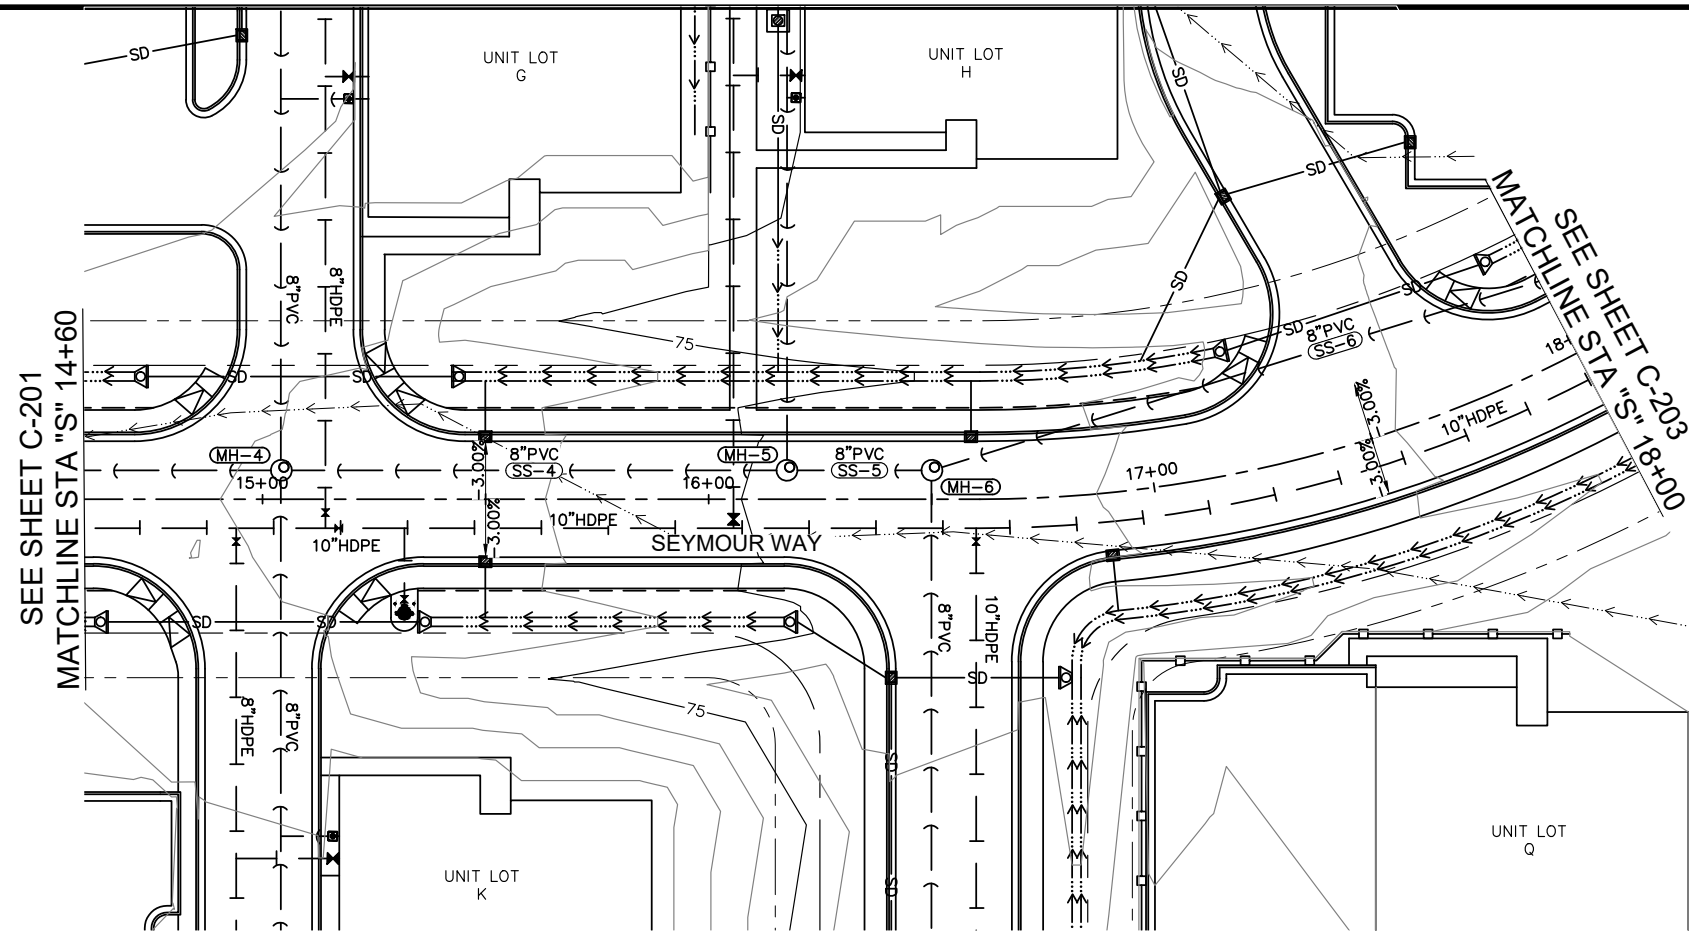 SD
UNIT LOT
G
UNIT LOT
H
SD
SD
SD
SEE SHEET C-203
MATCHLINE STA "S" 18+00
8"PVC
8"HDPE
SD
SD
SD
8"PVC
SS-6
75
18+
SD
SD
SEE SHEET C-201
MATCHLINE STA "S" 14+60
-3.00%
-3.00%
10"HDPE
MH-4
8"PVC
SS-4
MH-5
8"PVC
SS-5
MH-6
15+00
16+00
17+00
-3.00%
-3.00%
10"HDPE
10"HDPE
SEYMOUR WAY
SD
SD
8"PVC
10"HDPE
SD
75
8"HDPE
8"PVC
SD
SD
UNIT LOT
K
UNIT LOT
Q